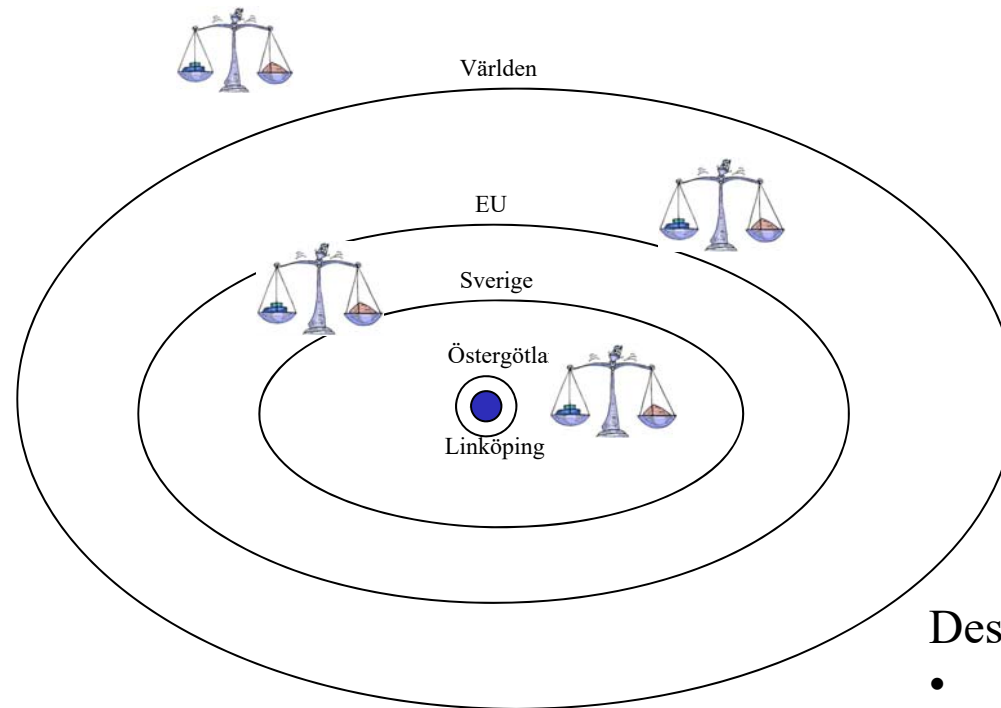 Världen
EU
Sverige
Östergötla
Linköping
Des
•